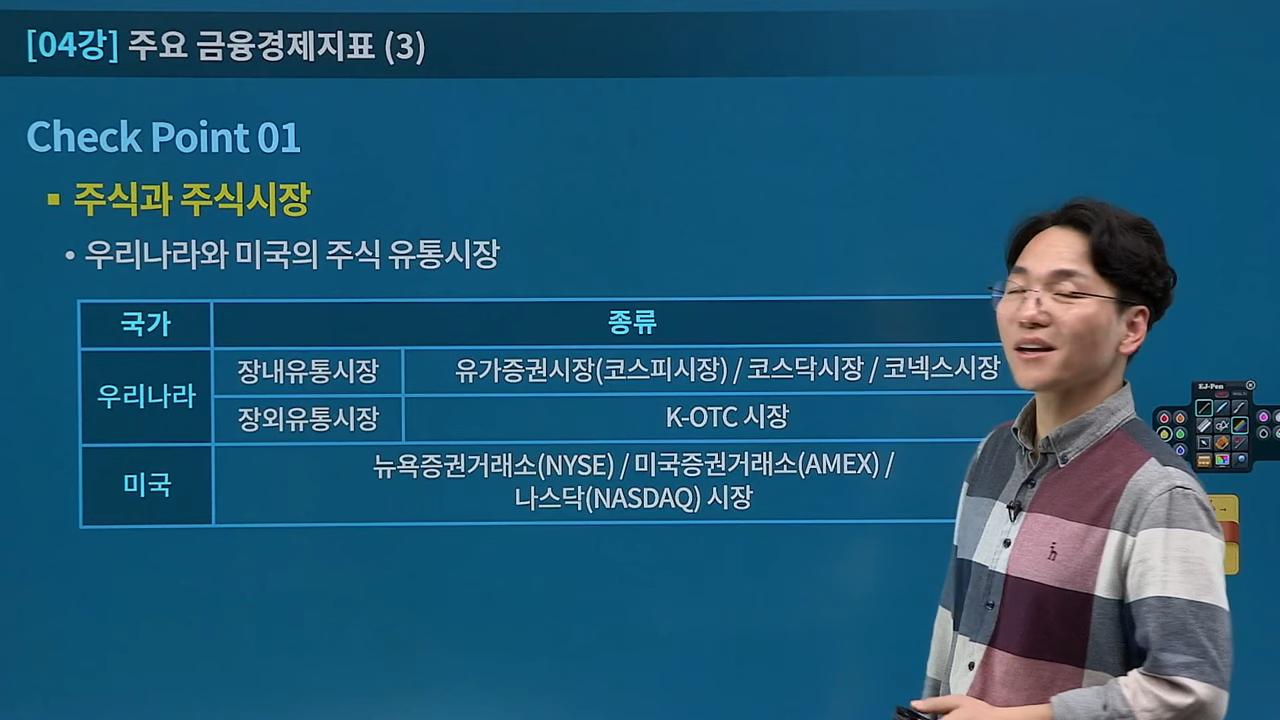 [04강] 주요 금융경제지표 (3)
Check Point 01
▪ 주식과 주식시장
• 우리나라와 미국의 주식 유통시장
국가
종류
우리나라
장내유통시장
유가증권시장(코스피시장) / 코스닥시장 / 코넥스시장
장외유통시장
K-OTC 시장
미국
뉴욕증권거래소(NYSE) / 미국증권거래소(AMEX) /
나스닥(NASDAQ) 시장
EJ-Pen